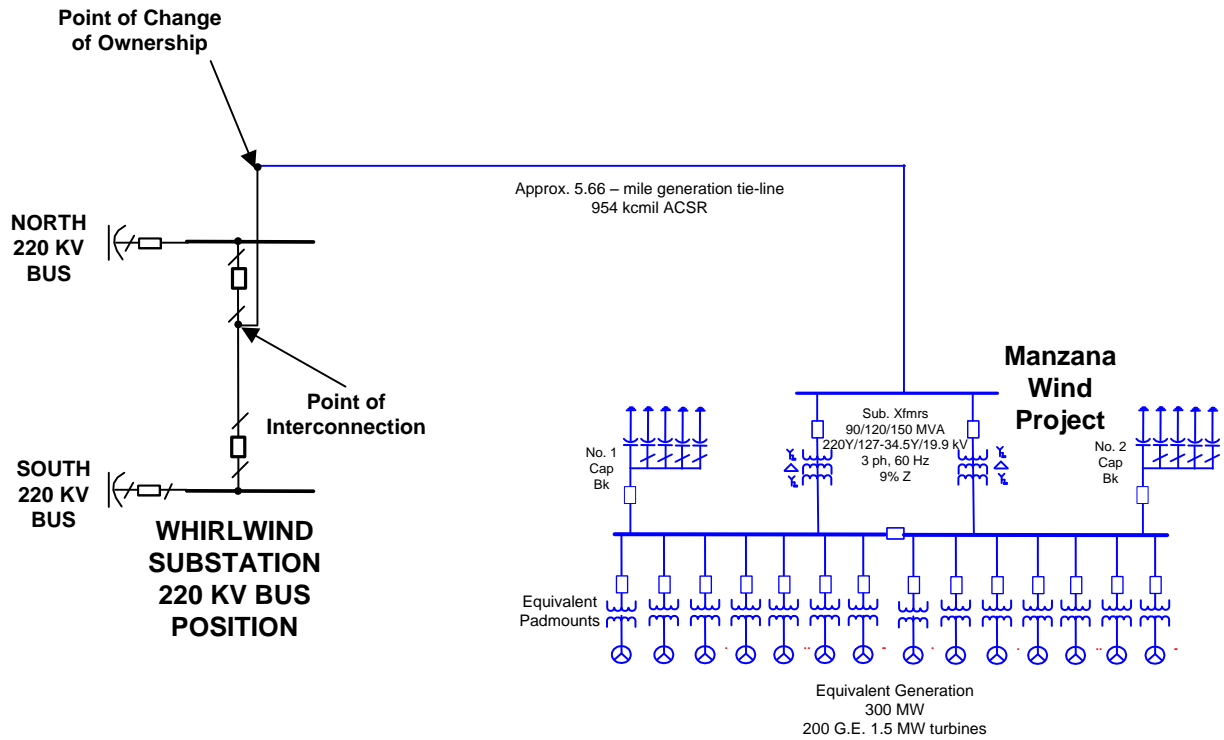 Point of Change
of Ownership
Approx. 5.66 – mile generation tie-line
954 kcmil ACSR
NORTH
220 KV
BUS
Point of
Interconnection
SOUTH
220 KV
BUS
WHIRLWIND
SUBSTATION
220 KV BUS
POSITION
Manzana
Wind
Project
Sub. Xfmrs
90/120/150 MVA
220Y/127-34.5Y/19.9 kV
3 ph, 60 Hz
9% Z
No. 1
Cap
Bk
No. 2
Cap
Bk
Equivalent
Padmounts
Equivalent Generation
300 MW
200 G.E. 1.5 MW turbines